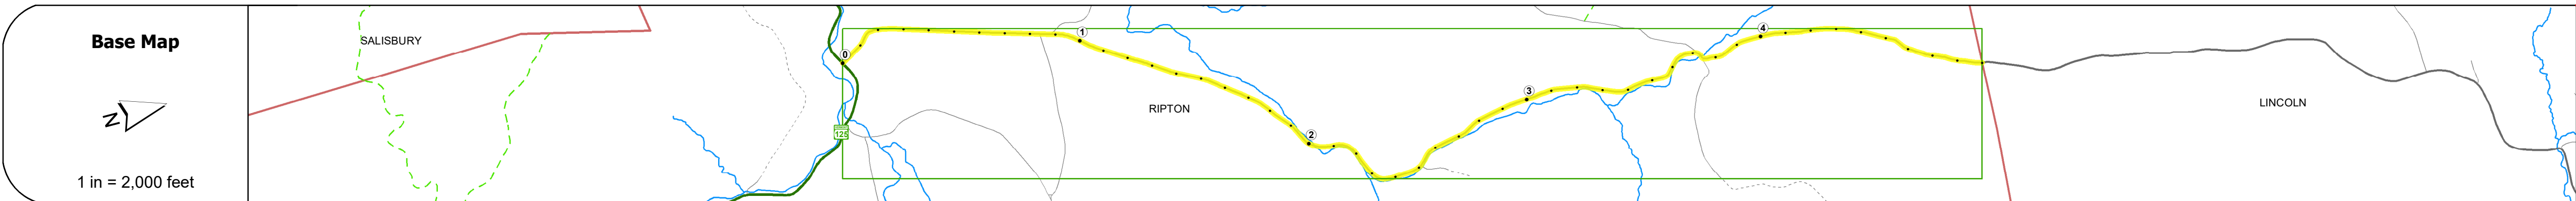 Base Map
N
1 in = 2,000 feet
SALISBURY
125
0
1
RIPTON
2
3
4
LINCOLN